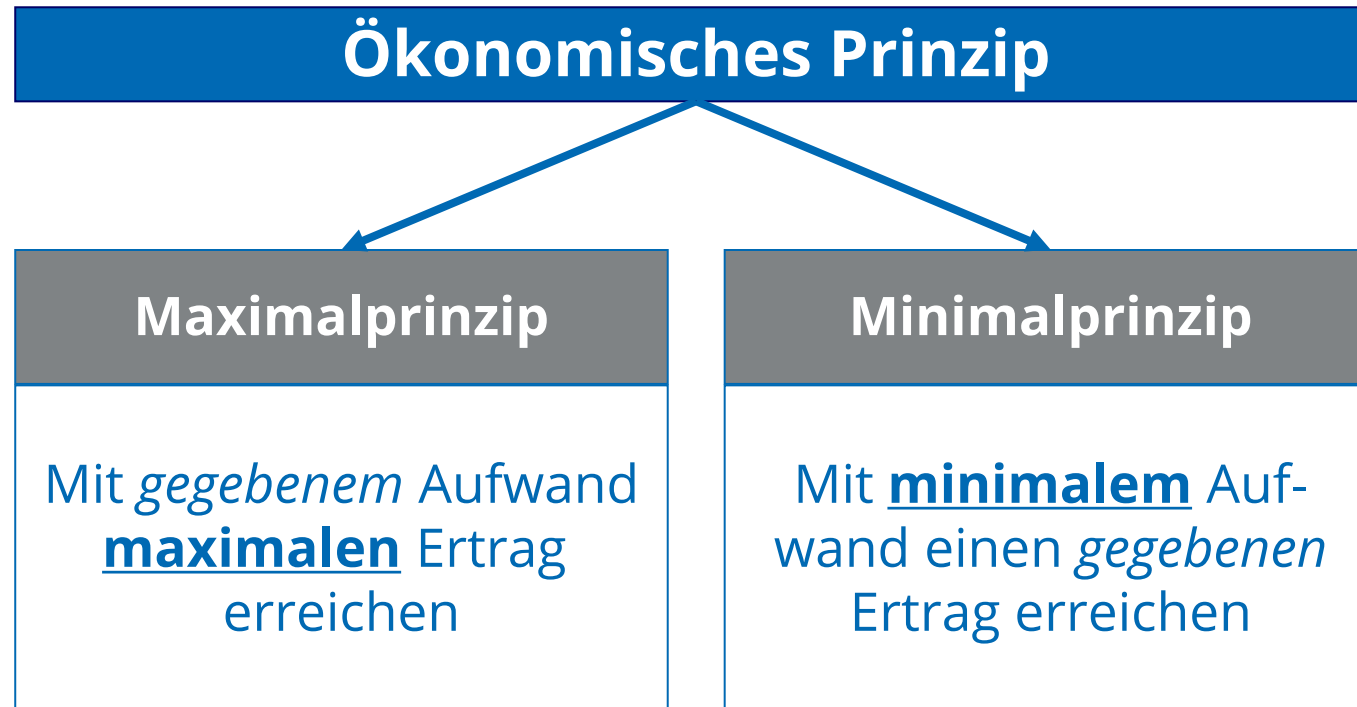 Ökonomisches Prinzip
Maximalprinzip
Mit gegebenem Aufwand
maximalen Ertrag
erreichen
Minimalprinzip
Mit minimalem Auf-
wand einen gegebenen
Ertrag erreichen